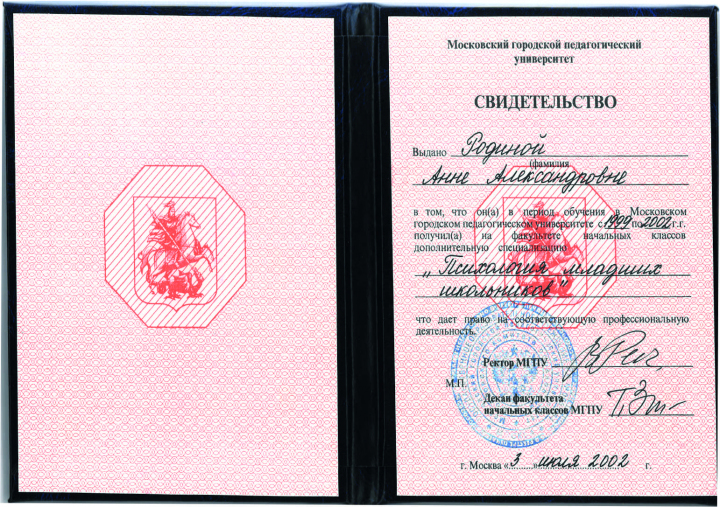 Московский городской педагогический
университет
СВИДЕТЕЛЬСТВО
Выдано Родиной
(фамилия
Анне Александровне
в том, что он(а) в период обучения в Московском
городском педагогическом университете с 1999 по 2002 г.г.
получил(а) на факультете начальных классов
дополнительную специализацию
„Психология младших
школьников"
что дает право на соответствующую профессиональную
деятельность.
Ректор МГПУ
М.П.
Декан факультета
начальных классов МГПУ
г. Москва «3» июля 2002 г.